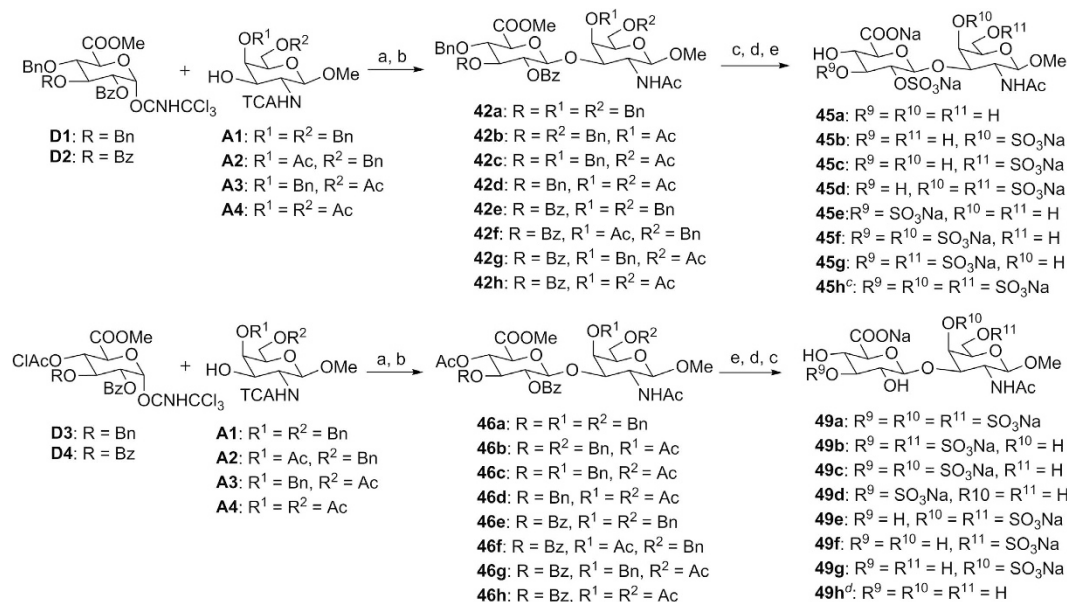 COOMe
BnO
RO
BzO
OCNHCCl3
+
OR1
OR2
HO
OMe
TCAHN
a, b
COOMe
BnO
RO
OBz
O
OR1
OR2
OMe
NHAc
c, d, e
COONa
HO
R9O
OSO3Na
O
OR10
OR11
OMe
NHAc
D1: R = Bn
D2: R = Bz
A1: R1 = R2 = Bn
A2: R1 = Ac, R2 = Bn
A3: R1 = Bn, R2 = Ac
A4: R1 = R2 = Ac
42a: R = R1 = R2 = Bn
42b: R = R2 = Bn, R1 = Ac
42c: R = R1 = Bn, R2 = Ac
42d: R = Bn, R1 = R2 = Ac
42e: R = Bz, R1 = R2 = Bn
42f: R = Bz, R1 = Ac, R2 = Bn
42g: R = Bz, R1 = Bn, R2 = Ac
42h: R = Bz, R1 = R2 = Ac
45a: R9 = R10 = R11 = H
45b: R9 = R11 = H, R10 = SO3Na
45c: R9 = R10 = H, R11 = SO3Na
45d: R9 = H, R10 = R11 = SO3Na
45e:R9 = SO3Na, R10 = R11 = H
45f: R9 = R10 = SO3Na, R11 = H
45g: R9 = R11 = SO3Na, R10 = H
45hc: R9 = R10 = R11 = SO3Na
COOMe
ClAcO
RO
BzO
OCNHCCl3
+
OR1
OR2
HO
OMe
TCAHN
a, b
COOMe
AcO
RO
OBz
O
OR1
OR2
OMe
NHAc
e, d, c
COONa
HO
R9O
OH
O
OR10
OR11
OMe
NHAc
D3: R = Bn
D4: R = Bz
A1: R1 = R2 = Bn
A2: R1 = Ac, R2 = Bn
A3: R1 = Bn, R2 = Ac
A4: R1 = R2 = Ac
46a: R = R1 = R2 = Bn
46b: R = R2 = Bn, R1 = Ac
46c: R = R1 = Bn, R2 = Ac
46d: R = Bn, R1 = R2 = Ac
46e: R = Bz, R1 = R2 = Bn
46f: R = Bz, R1 = Ac, R2 = Bn
46g: R = Bz, R1 = Bn, R2 = Ac
46h: R = Bz, R1 = R2 = Ac
49a: R9 = R10 = R11 = SO3Na
49b: R9 = R11 = SO3Na, R10 = H
49c: R9 = R10 = SO3Na, R11 = H
49d: R9 = SO3Na, R10 = R11 = H
49e: R9 = H, R10 = R11 = SO3Na
49f: R9 = R10 = H, R11 = SO3Na
49g: R9 = R11 = H, R10 = SO3Na
49hd: R9 = R10 = R11 = H